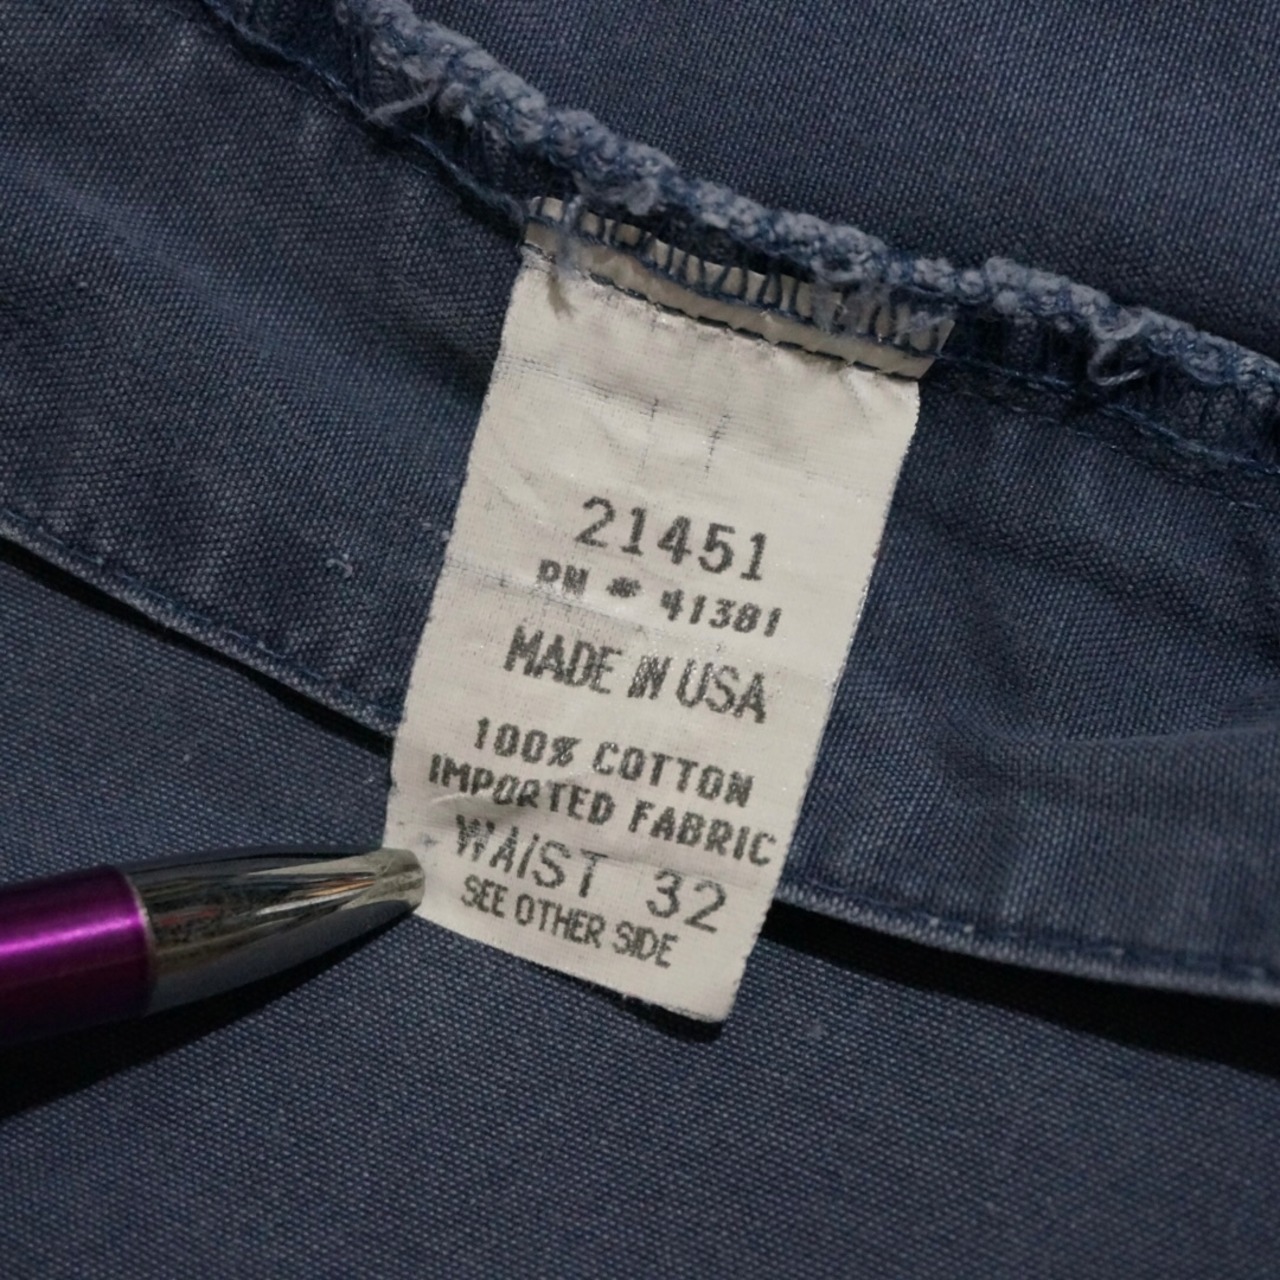 21451
RN # 41381
MADE IN USA
100% COTTON
IMPORTED FABRIC
WAIST 32
SEE OTHER SIDE